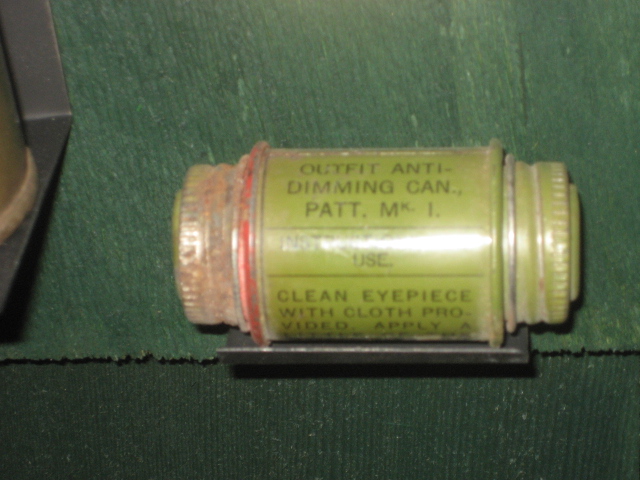 OUTFIT ANTI-
DIMMING CAN.,
PATT. MK. I.
USE.
CLEAN EYEPIECE
WITH CLOTH PRO-
VIDED. APPLY A